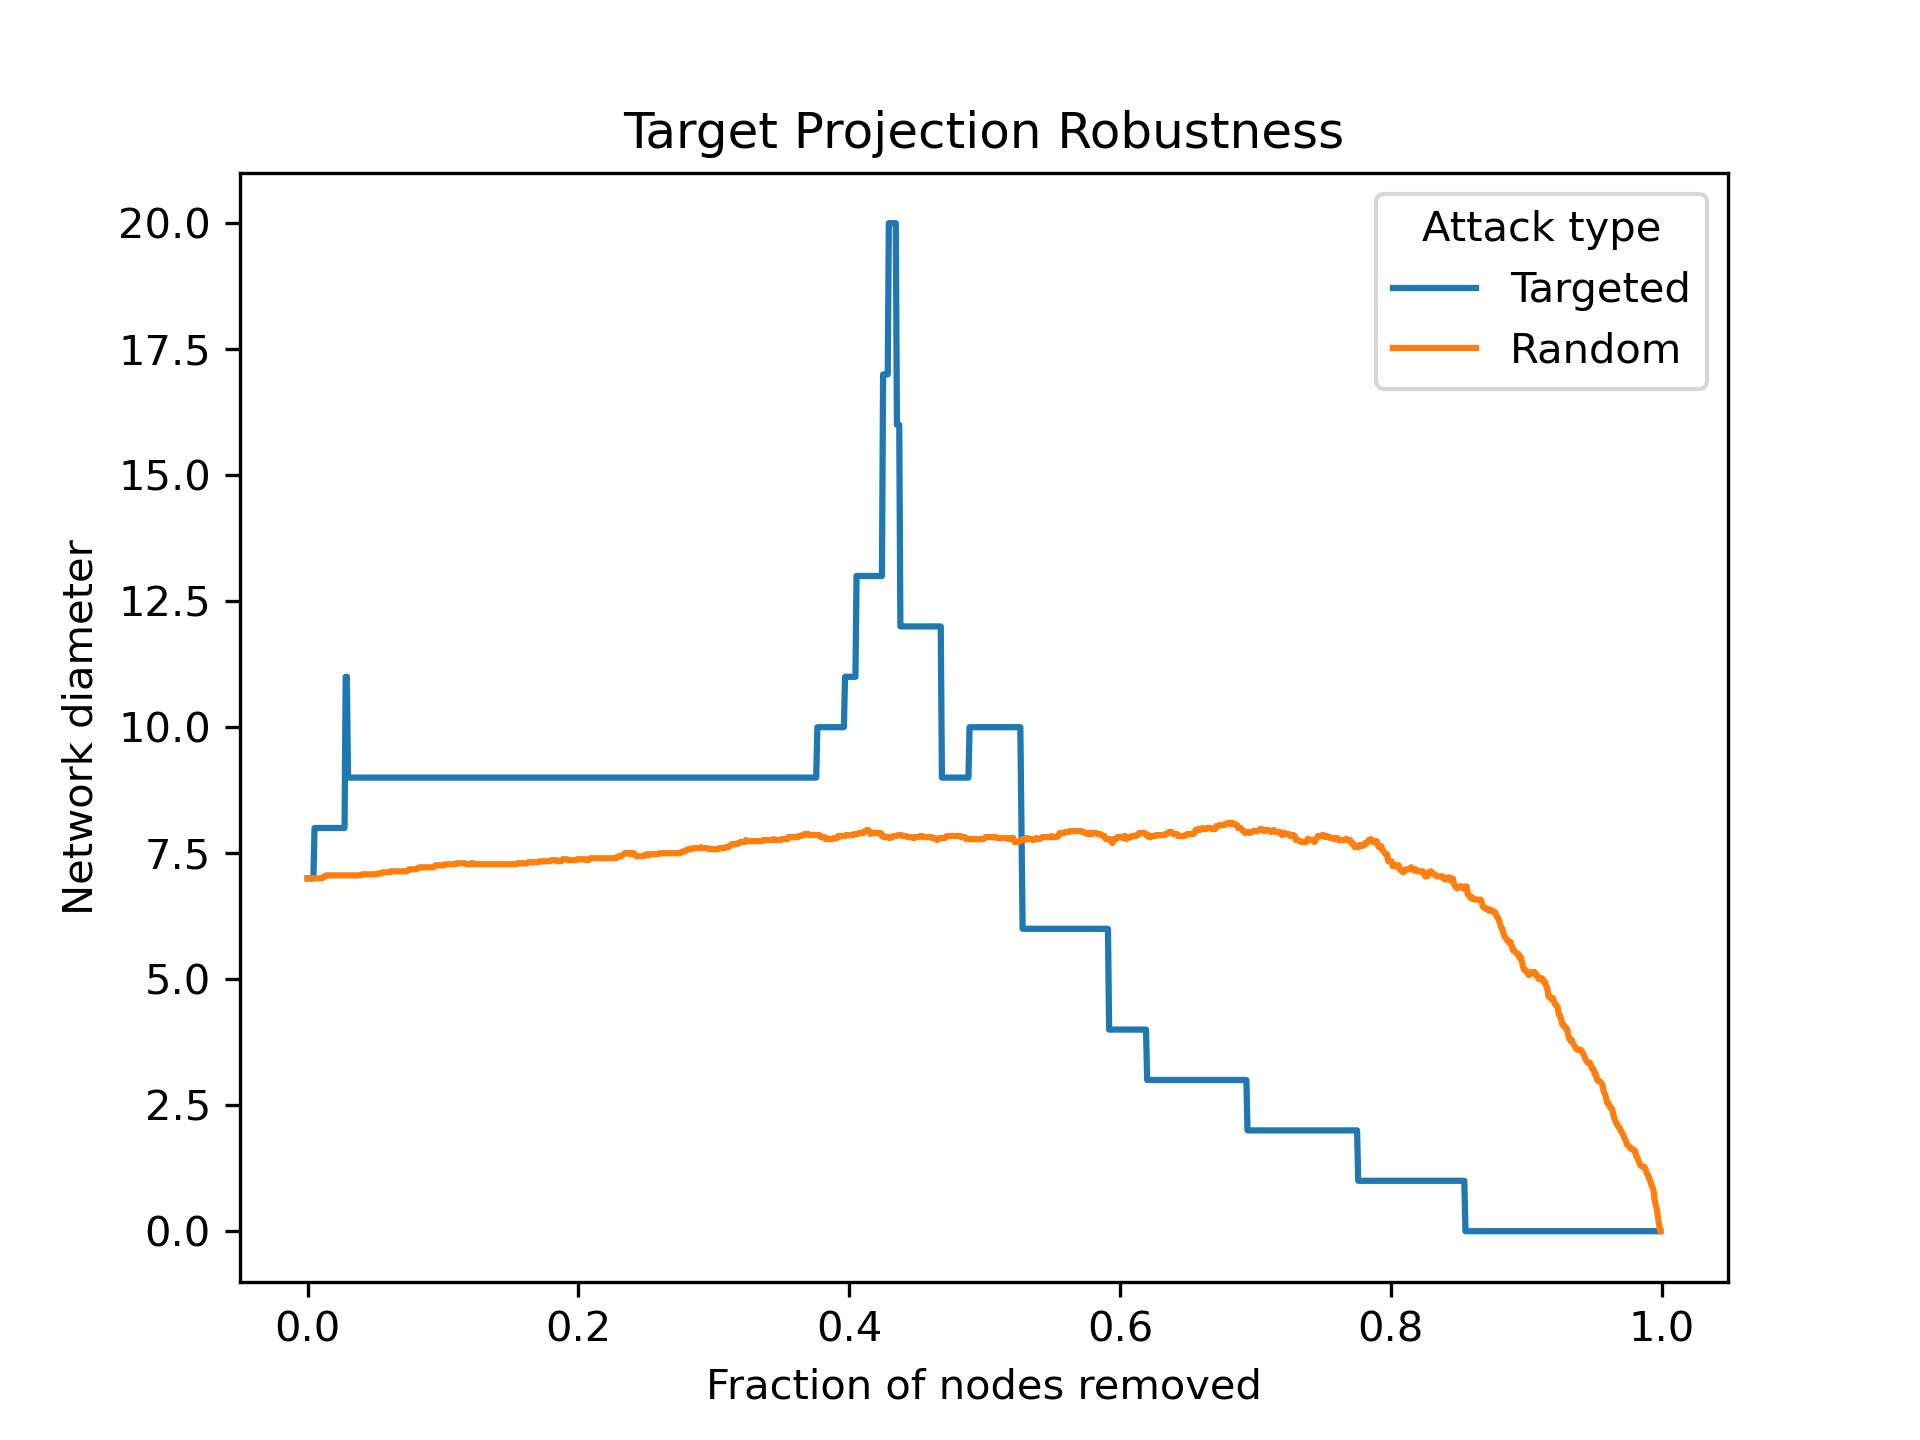 Target Projection Robustness
Attack type
Targeted
Random
Network diameter
20.0
17.5
15.0
12.5
10.0
7.5
5.0
2.5
0.0
0.0 0.2 0.4 0.6 0.8 1.0
Fraction of nodes removed